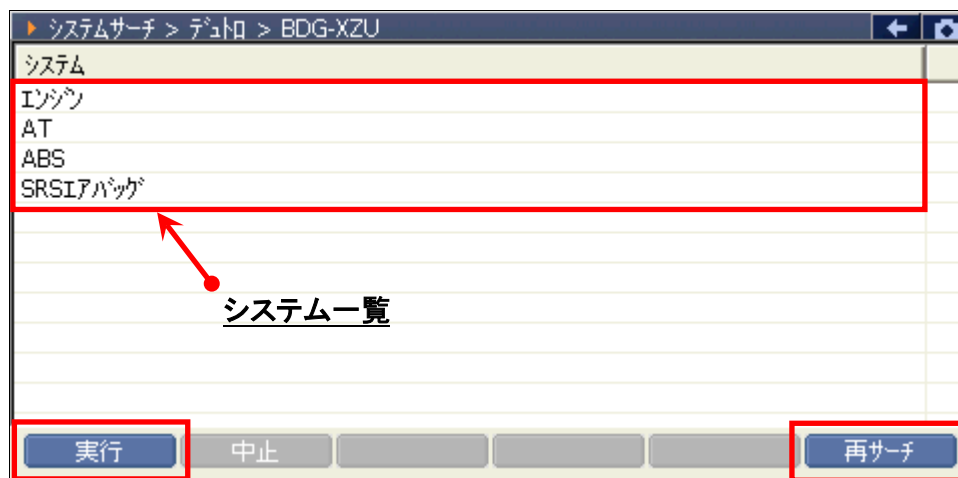 システムサーチ > デュトロ > BDG-XZU
システム
エンジン
AT
ABS
SRSエアバッグ
システム一覧
実行 中止 再サーチ